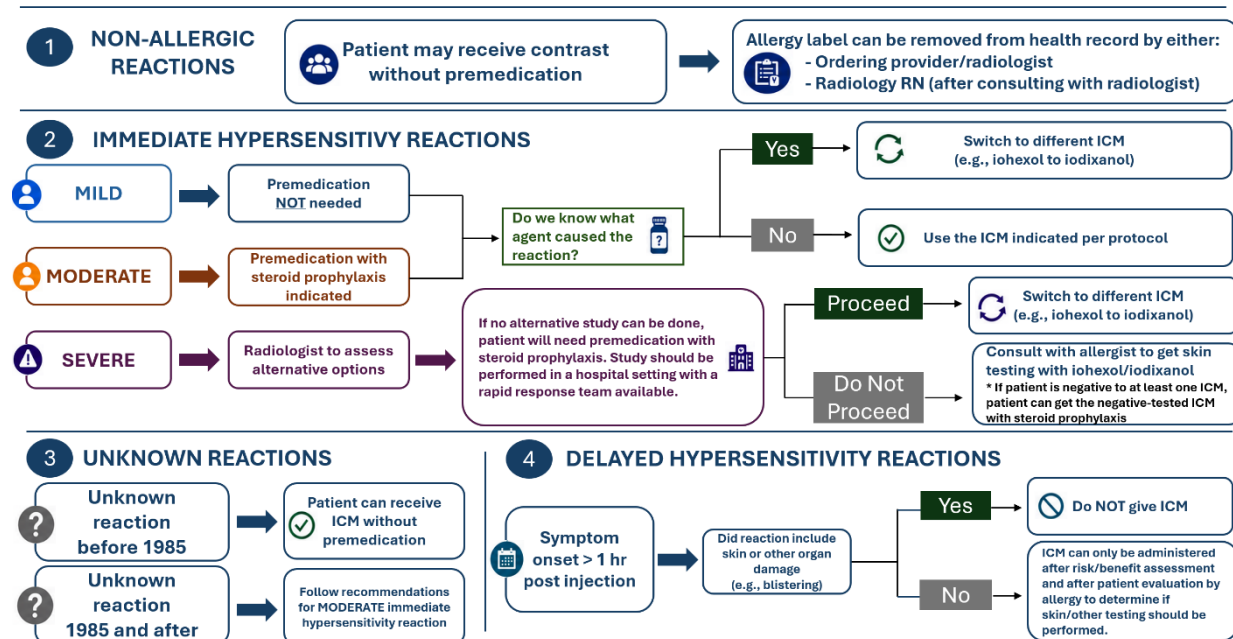 1
NON-ALLERGIC
REACTIONS
Patient may receive contrast
without premedication
Allergy label can be removed from health record by either:
- Ordering provider/radiologist
- Radiology RN (after consulting with radiologist)
2
IMMEDIATE HYPERSENSITIVY REACTIONS
MILD
Premedication
NOT needed
MODERATE
Premedication with
steroid prophylaxis
indicated
Do we know what
agent caused the
reaction?
?
Yes
Switch to different ICM
(e.g., iohexol to iodixanol)
No
Use the ICM indicated per protocol
SEVERE
Radiologist to assess
alternative options
If no alternative study can be done,
patient will need premedication with
steroid prophylaxis. Study should be
performed in a hospital setting with a
rapid response team available.
Proceed
Switch to different ICM
(e.g., iohexol to iodixanol)
Do Not
Proceed
Consult with allergist to get skin
testing with iohexol/iodixanol
* If patient is negative to at least one ICM,
patient can get the negative-tested ICM
with steroid prophylaxis
3
UNKNOWN REACTIONS
?
Unknown
reaction
before 1985
Patient can receive
ICM without
premedication
?
Unknown
reaction
1985 and after
Follow recommendations
for MODERATE immediate
hypersensitivity reaction
4
DELAYED HYPERSENSITIVITY REACTIONS
Symptom
onset > 1 hr
post injection
Did reaction include
skin or other organ
damage
(e.g., blistering)
Yes
Do NOT give ICM
No
ICM can only be administered
after risk/benefit assessment
and after patient evaluation by
allergy to determine if
skin/other testing should be
performed.